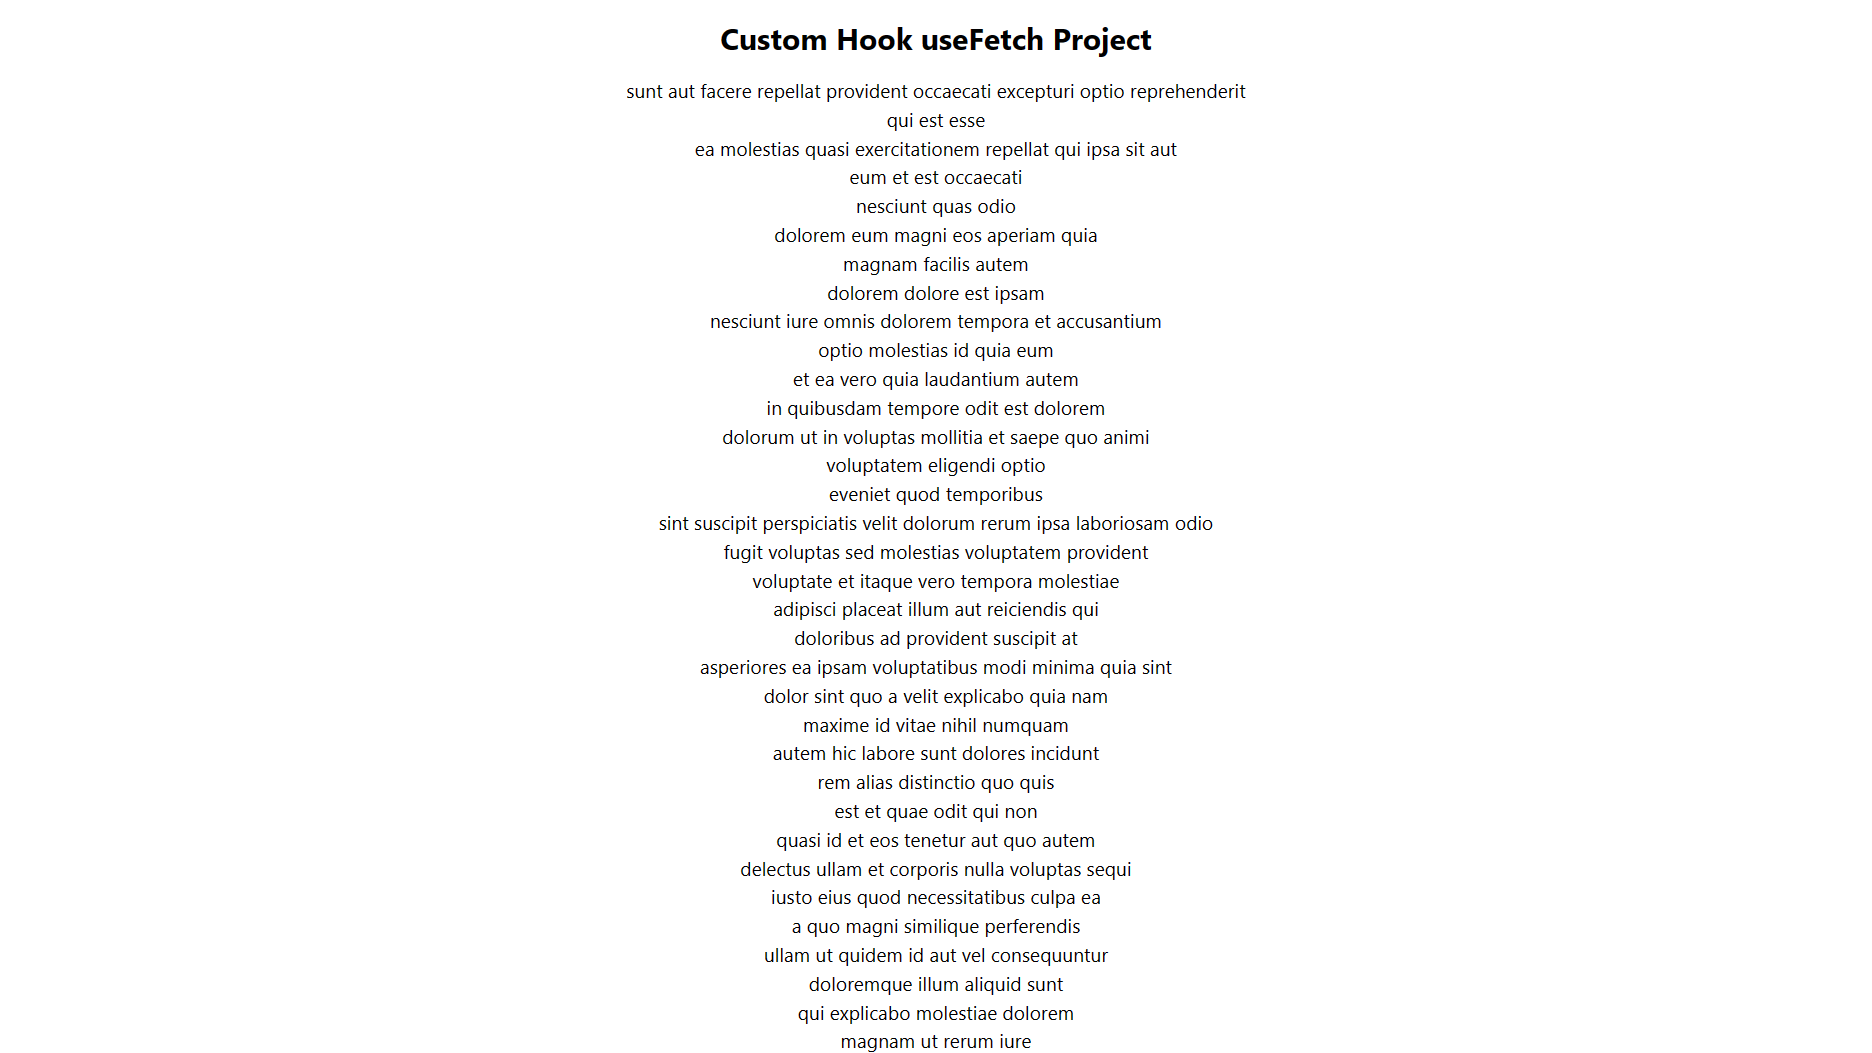 Custom Hook useFetch Project
sunt aut facere repellat provident occaecati excepturi optio reprehenderit
qui est esse
ea molestias quasi exercitationem repellat qui ipsa sit aut
eum et est occaecati
nesciunt quas odio
dolorem eum magni eos aperiam quia
magnam facilis autem
dolorem dolore est ipsam
nesciunt iure omnis dolorem tempora et accusantium
optio molestias id quia eum
et ea vero quia laudantium autem
in quibusdam tempore odit est dolorem
dolorum ut in voluptas mollitia et saepe quo animi
voluptatem eligendi optio
eveniet quod temporibus
sint suscipit perspiciatis velit dolorum rerum ipsa laboriosam odio
fugit voluptas sed molestias voluptatem provident
voluptate et itaque vero tempora molestiae
adipisci placeat illum aut reiciendis qui
doloribus ad provident suscipit at
asperiores ea ipsam voluptatibus modi minima quia sint
dolor sint quo a velit explicabo quia nam
maxime id vitae nihil numquam
autem hic labore sunt dolores incidunt
rem alias distinctio quo quis
est et quae odit qui non
quasi id et eos tenetur aut quo autem
delectus ullam et corporis nulla voluptas sequi
iusto eius quod necessitatibus culpa ea
a quo magni similique perferendis
ullam ut quidem id aut vel consequuntur
doloremque illum aliquid sunt
qui explicabo molestiae dolorem
magnam ut rerum iure